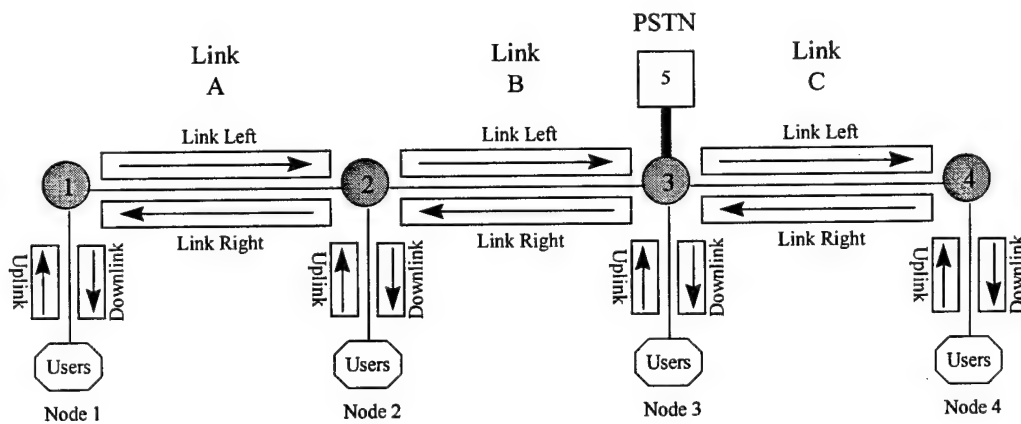 PSTN
Link
A
Link
B
5
Link
C
Link Left
Link Left
Link Left
1
2
3
4
Link Right
Link Right
Link Right
Uplink
Downlink
Uplink
Downlink
Uplink
Downlink
Uplink
Downlink
Users
Users
Users
Users
Node 1
Node 2
Node 3
Node 4